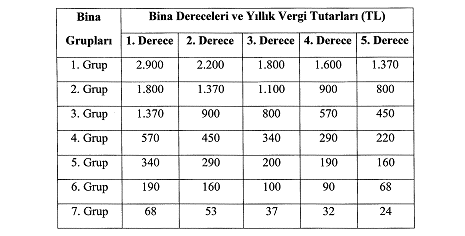 Bina Grupları Bina Dereceleri ve Yıllık Vergi Tutarları (TL)
1. Derece 2. Derece 3. Derece 4. Derece 5. Derece
1. Grup 2.900 2.200 1.800 1.600 1.370
2. Grup 1.800 1.370 1.100 900 800
3. Grup 1.370 900 800 570 450
4. Grup 570 450 340 290 220
5. Grup 340 290 200 190 160
6. Grup 190 160 100 90 68
7. Grup 68 53 37 32 24